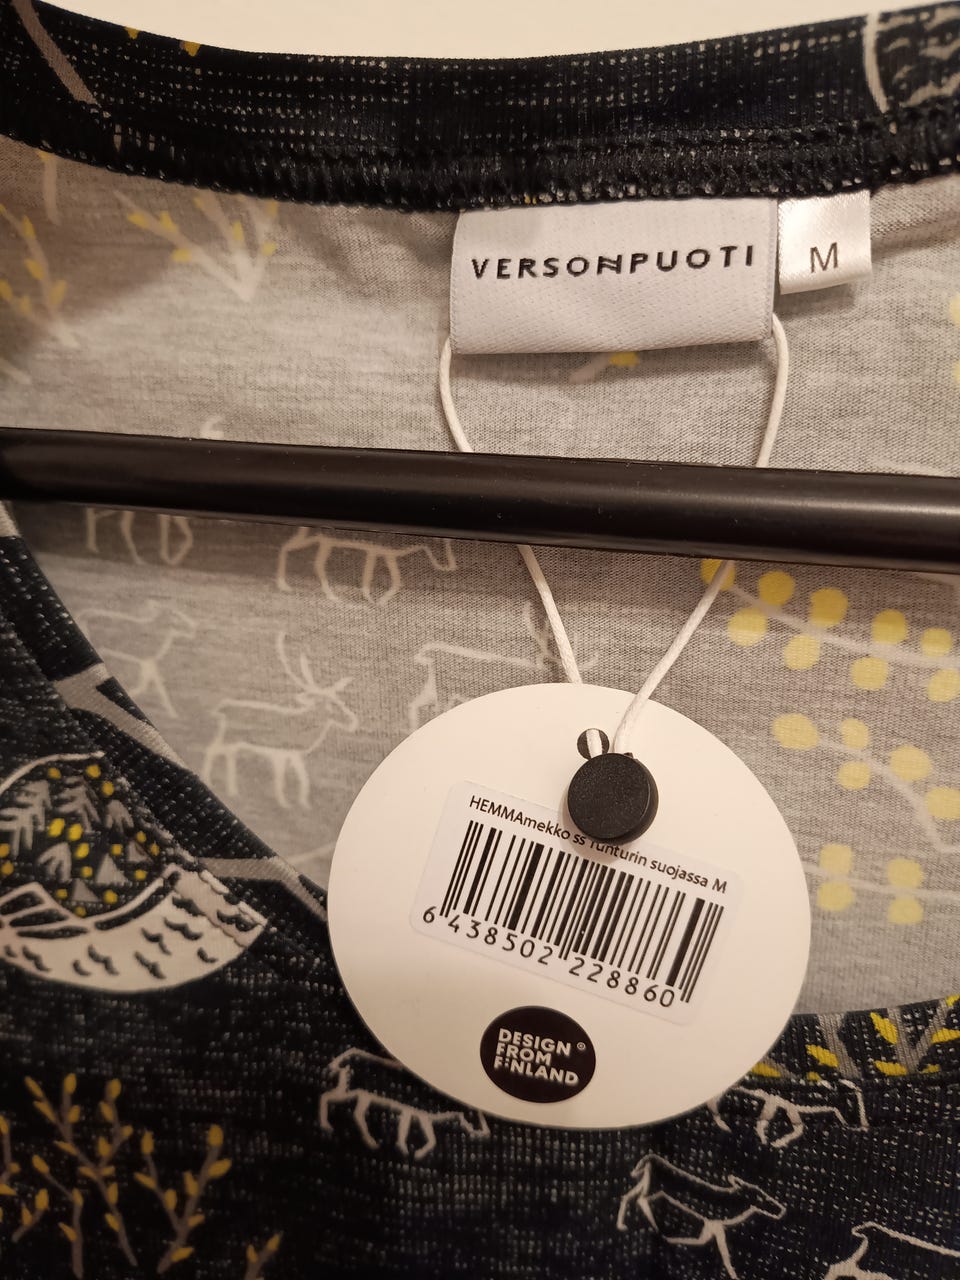 VERSONPUOTI
M
HEMMAmekko ss Tunturin suojassa M
6 438502 228860
DESIGN ®
FROM
FINLAND